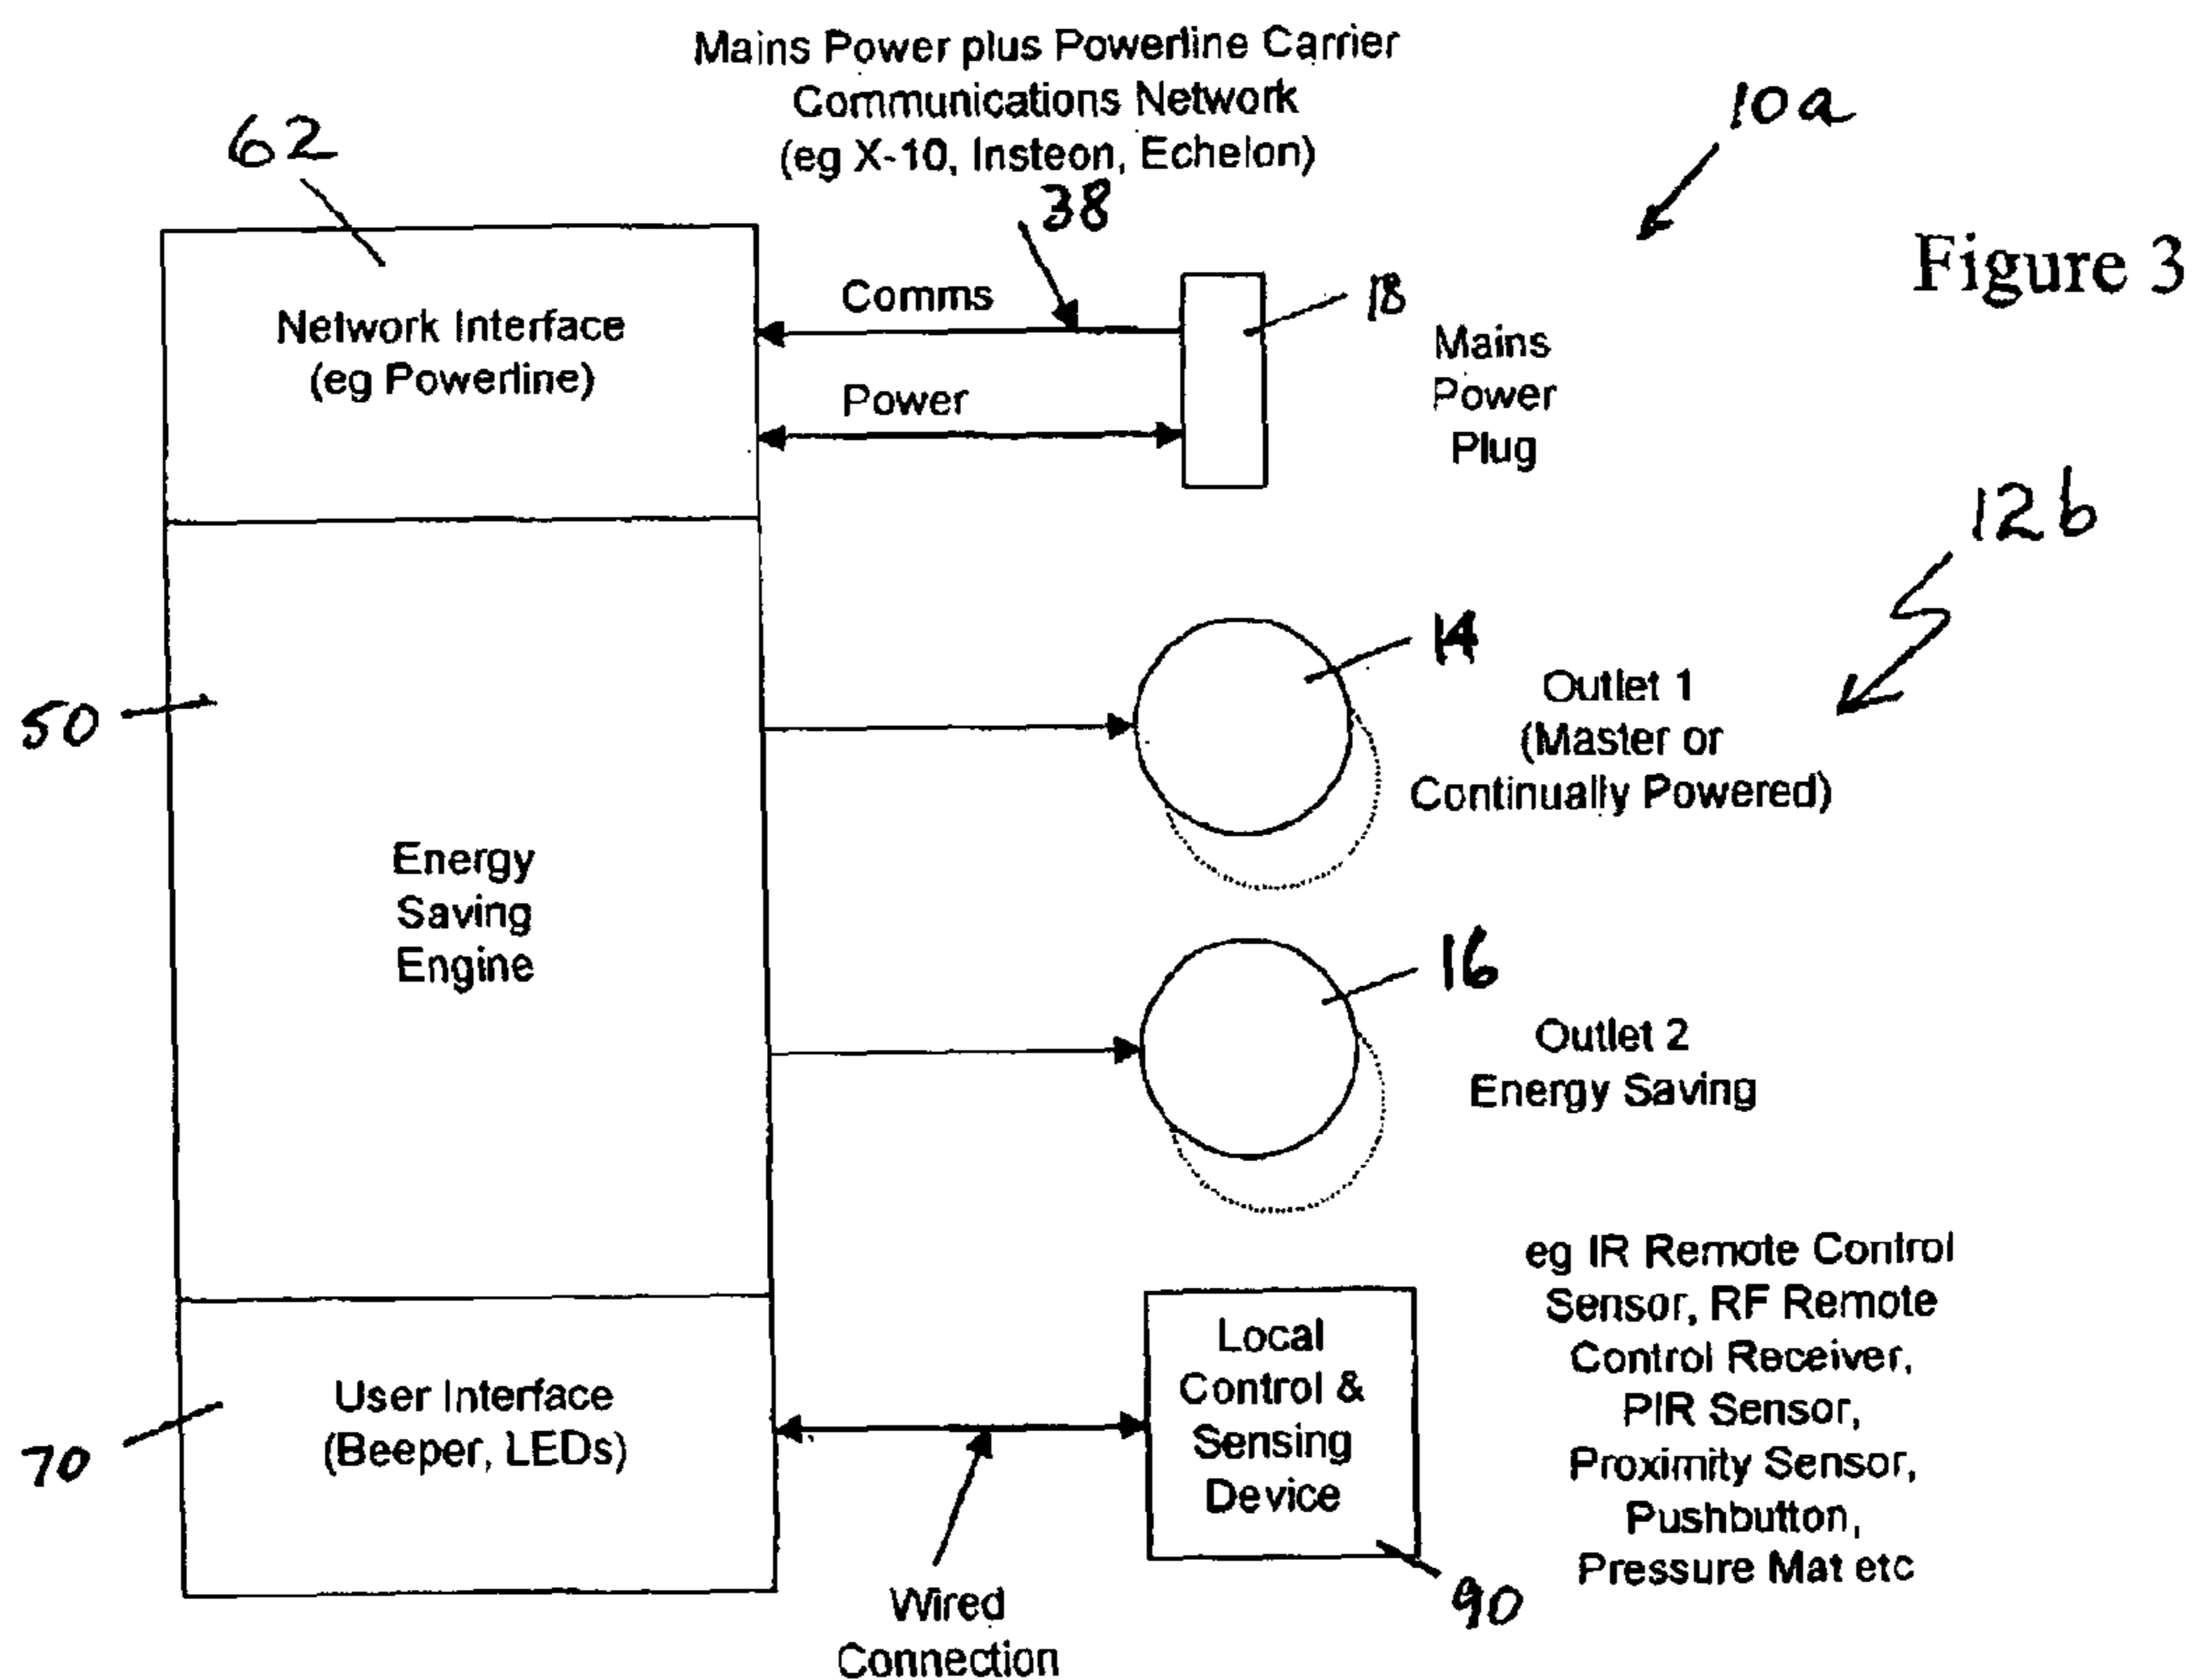 Mains Power plus Powerline Carrier
Communications Network
(eg X-10, Insteon, Echelon)
10a
62
38
Figure 3
Network Interface
(eg Powerline)
Comms
Power
18
Mains
Power
Plug
12b
50
Energy
Saving
Engine
14
Outlet 1
(Master or
Continually Powered)
16
Outlet 2
Energy Saving
70
User Interface
(Beeper, LEDs)
Local
Control &
Sensing
Device
eg IR Remote Control
Sensor, RF Remote
Control Receiver,
PIR Sensor,
Proximity Sensor,
Pushbutton,
Pressure Mat etc
90
Wired
Connection